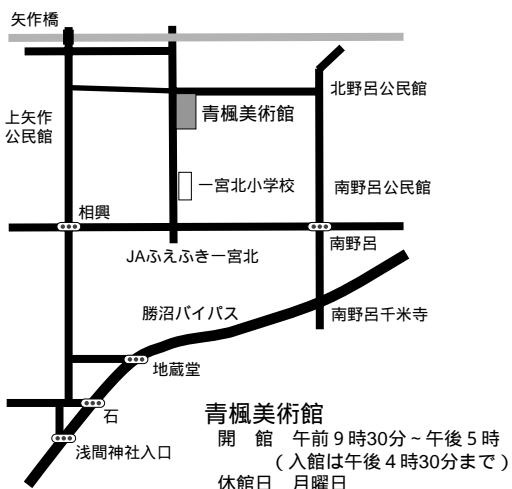 矢作橋
北野呂公民館
上矢作
公民館
青楓美術館
一宮北小学校
南野呂公民館
相興
南野呂
JAふえふき一宮北
勝沼バイパス
南野呂千米寺
地蔵堂
石
浅間神社入口
青楓美術館
開　館　午前９時30分～午後５時
（入館は午後４時30分まで）
休館日　月曜日